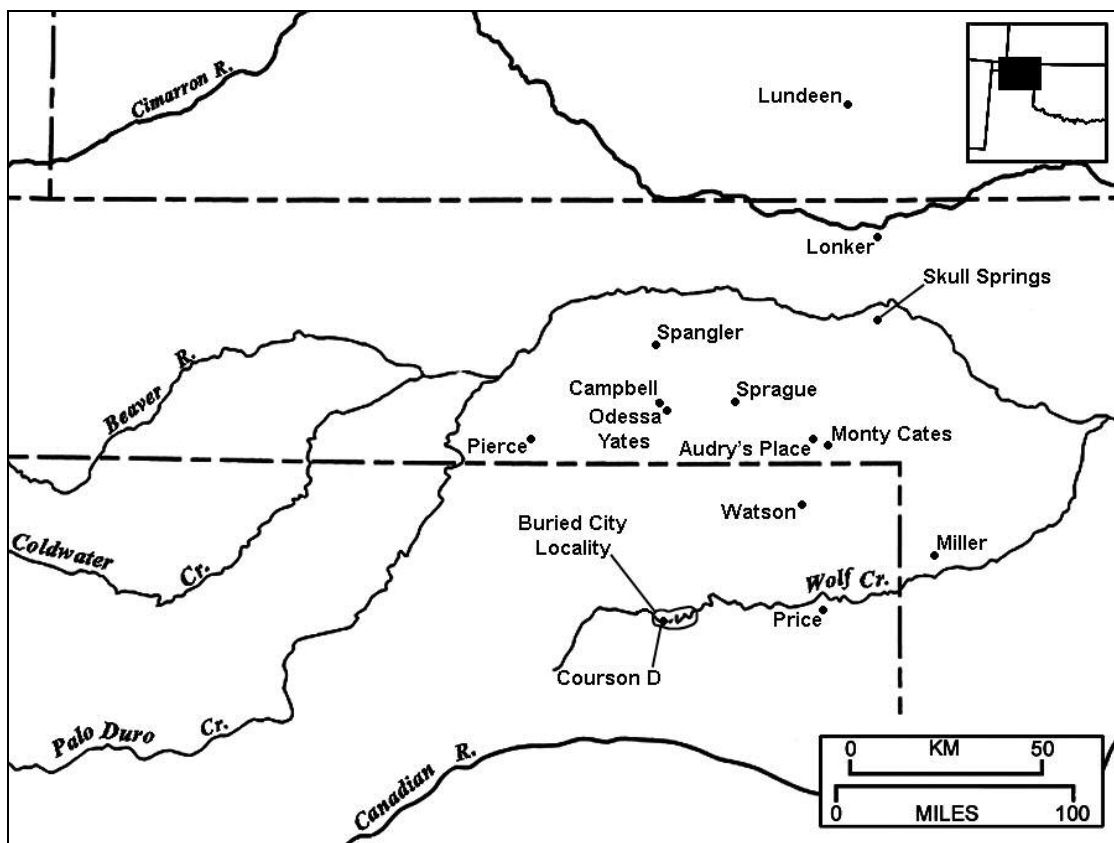 Cimarron R.
Lundeen
Lonker
Skull Springs
Spangler
Beaver R.
Campbell
Sprague
Odessa
Yates
Pierce
Audry's Place
Monty Cates
Watson
Buried City
Locality
Coldwater Cr.
Miller
Wolf Cr.
Price
Courson D
Palo Duro Cr.
Canadian R.
0 KM 50
0 MILES 100